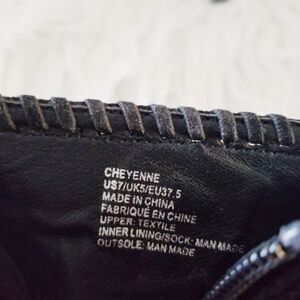 CHEYENNE
US7/UK5/EU37.5
MADE IN CHINA
FABRIQUÉ EN CHINE
UPPER: TEXTILE
INNER LINING/SOCK: MAN MADE
OUTSOLE: MAN MADE